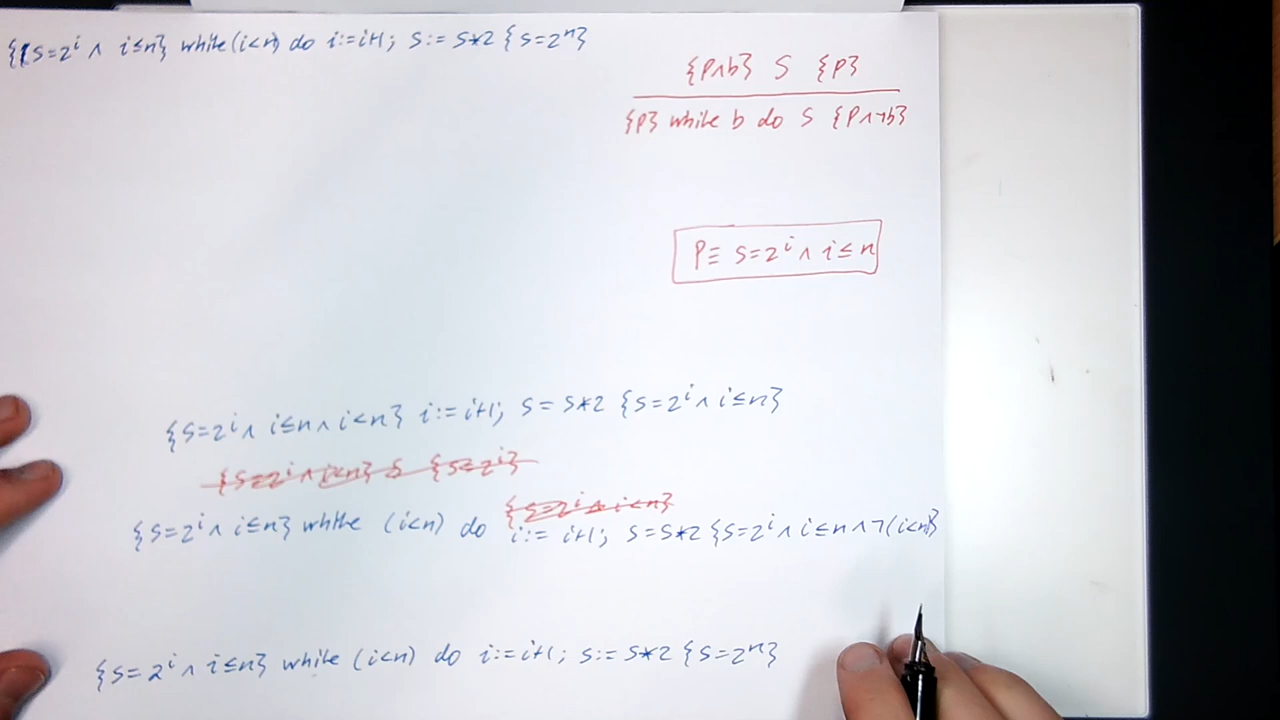 {s=2^i ∧ i≤n} while (i<n) do i:=i+1; s:=s*2 {s=2^n}
{P∧b} S {P}
{P} while b do S {P∧¬b}
P≡ s=2^i ∧ i≤n
{s=2^i ∧ i≤n ∧ i<n} i:=i+1; s=s*2 {s=2^i ∧ i≤n}
{s=2^i ∧ i<n} S {s=2^i}
{s=2^i ∧ i<n}
{s=2^i ∧ i≤n} while (i<n) do i:= i+1; s=s*2 {s=2^i ∧ i≤n ∧ ¬(i<n)}
{s=2^i ∧ i≤n} while (i<n) do i:=i+1; s:=s*2 {s=2^n}